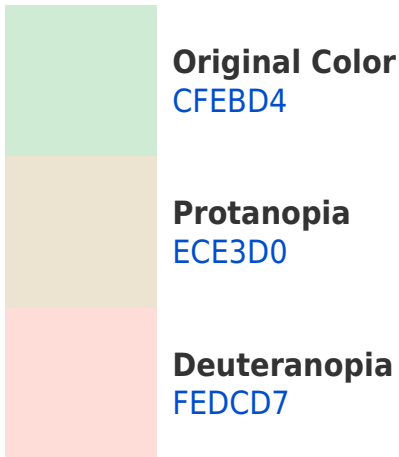 Original Color
CFEBD4
Protanopia
ECE3D0
Deuteranopia
FEDCD7